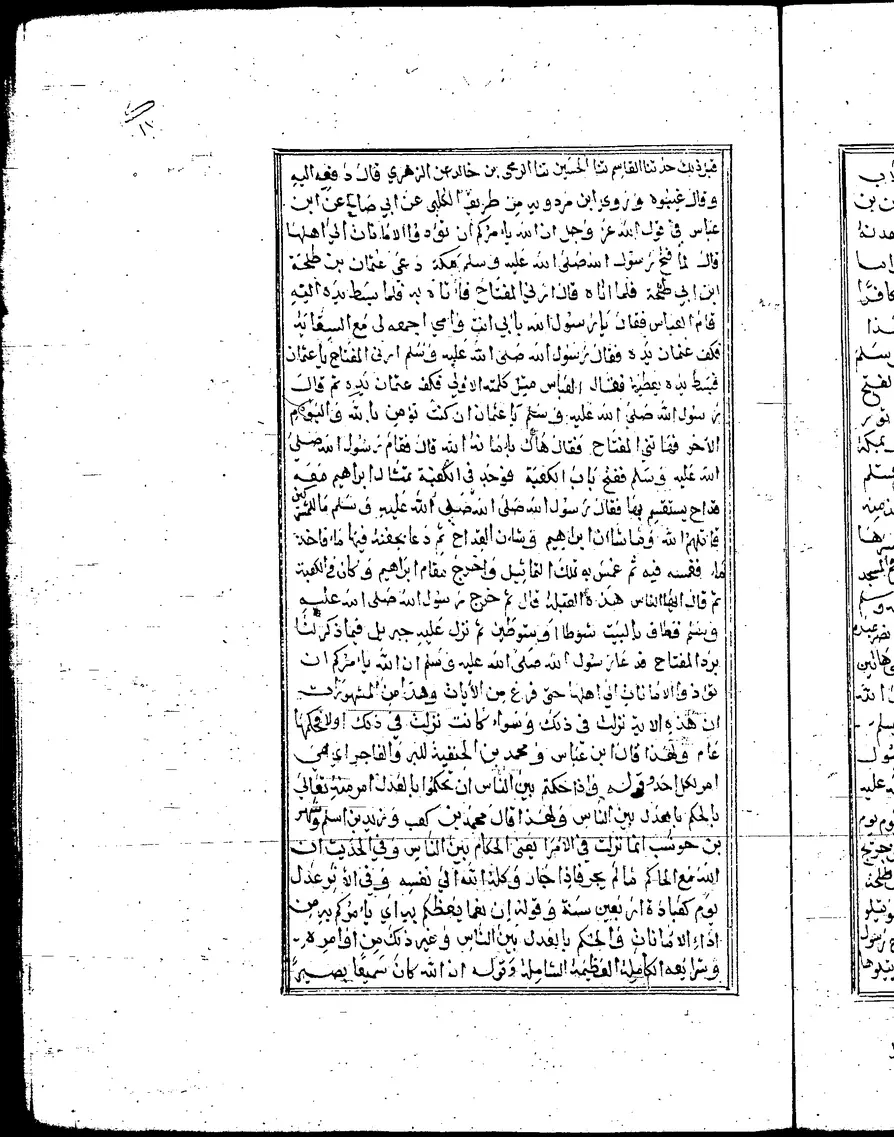 ١٧
قبل ذلك حدثنا القاسم ثنا الحسين ثنا الزنجي بن خالد عن الزهري قال دفعه اليه
وقال غيبوه وروى ابن مردويه من طريق الكلبي عن ابي صالح عن ابن
عباس في قول الله عز وجل ان الله يامركم ان تؤدوا الامانات الى اهلها
قال لما فتح رسول الله صلى الله عليه وسلم مكة دعى عثمان بن طلحة
ابن ابي طلحة فلما اتاه قال ارني المفتاح فاتاه به فلما بسط يده اليه
قام العباس فقال يا رسول الله بابي انت وامي اجمعه لي مع السقاية
فكف عثمان يده فقال رسول الله صلى الله عليه وسلم ارني المفتاح يا عثمان
فبسط يده يعطيه فقال العباس مثل كلمته الاولى فكف عثمان يده ثم قال
رسول الله صلى الله عليه وسلم يا عثمان ان كنت تؤمن بالله واليوم
الاخر فهاتني المفتاح فقال هاك بامانة الله قال فقام رسول الله صلى
الله عليه وسلم ففتح باب الكعبة فوجد في الكعبة تمثال ابراهيم معه
قداح يستقسم بها فقال رسول الله صلى الله صلى الله عليه وسلم ما للمشركين
قاتلهم الله وما شان ابراهيم وشان القداح ثم دعا بجفنة فيها ماء فاخذ
ماء فغمسه فيه ثم غمس به تلك التماثيل واخرج مقام ابراهيم وكان في الكعبة
ثم قال ايها الناس هذه القبلة قال ثم خرج رسول الله صلى الله عليه
وسلم فطاف بالبيت شوطا او شوطين ثم نزل عليه جبريل فيما ذكر لنا
برد المفتاح فدعا رسول الله صلى الله عليه وسلم ان الله يامركم ان
تؤدوا الامانات الى اهلها حتى فرغ من الآيات وهذا من المشهورات
ان هذه الاية نزلت في ذلك وسواء كانت نزلت في ذلك اولا فحكمها
عام ولهذا قال ابن عباس ومحمد بن الحنفية للبر والفاجر اي هي
امر لكل احد وقوله واذا حكمتم بين الناس ان تحكموا بالعدل امر منه تعالى
بالحكم بالعدل بين الناس ولهذا قال محمد بن كعب وزيد بن اسلم وشهر
بن حوشب انما نزلت في الامراء يعني الحكام بين الناس وفي الحديث ان
الله مع الحاكم مالم يجر فاذا جار وكله الله الى نفسه وفي الاثر عدل
يوم كعبادة اربعين سنة وقوله ان نعما يعظكم به اي يامركم به من
اداء الامانات والحكم بالعدل بين الناس وغير ذلك من اوامره
وشرايعه الكاملة العظيمة الشاملة وقوله ان الله كان سميعا بصيرا